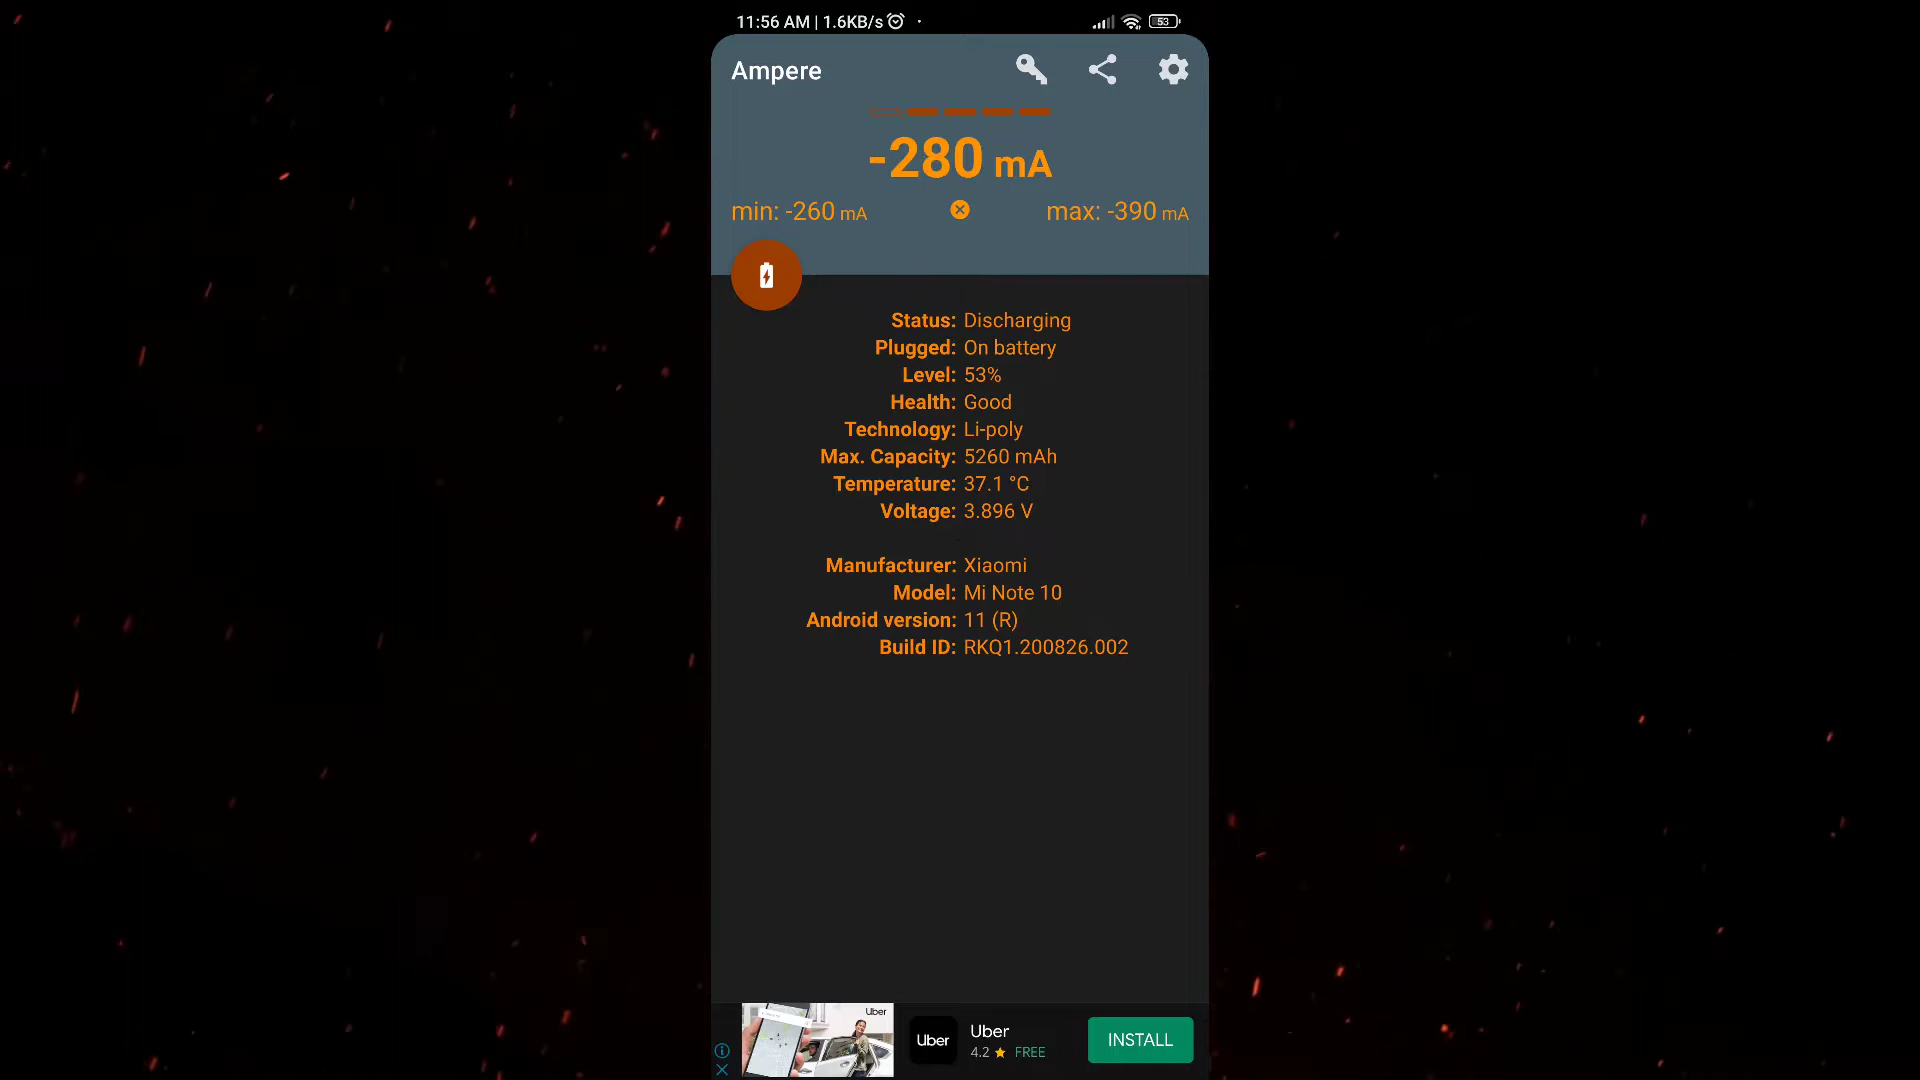 11:56 AM | 1.6KB/s
53
Ampere
-280 mA
min: -260 mA
max: -390 mA
Status: Discharging
Plugged: On battery
Level: 53%
Health: Good
Technology: Li-poly
Max. Capacity: 5260 mAh
Temperature: 37.1 °C
Voltage: 3.896 V
Manufacturer: Xiaomi
Model: Mi Note 10
Android version: 11 (R)
Build ID: RKQ1.200826.002
Uber
Uber
Uber
4.2 ★ FREE
INSTALL